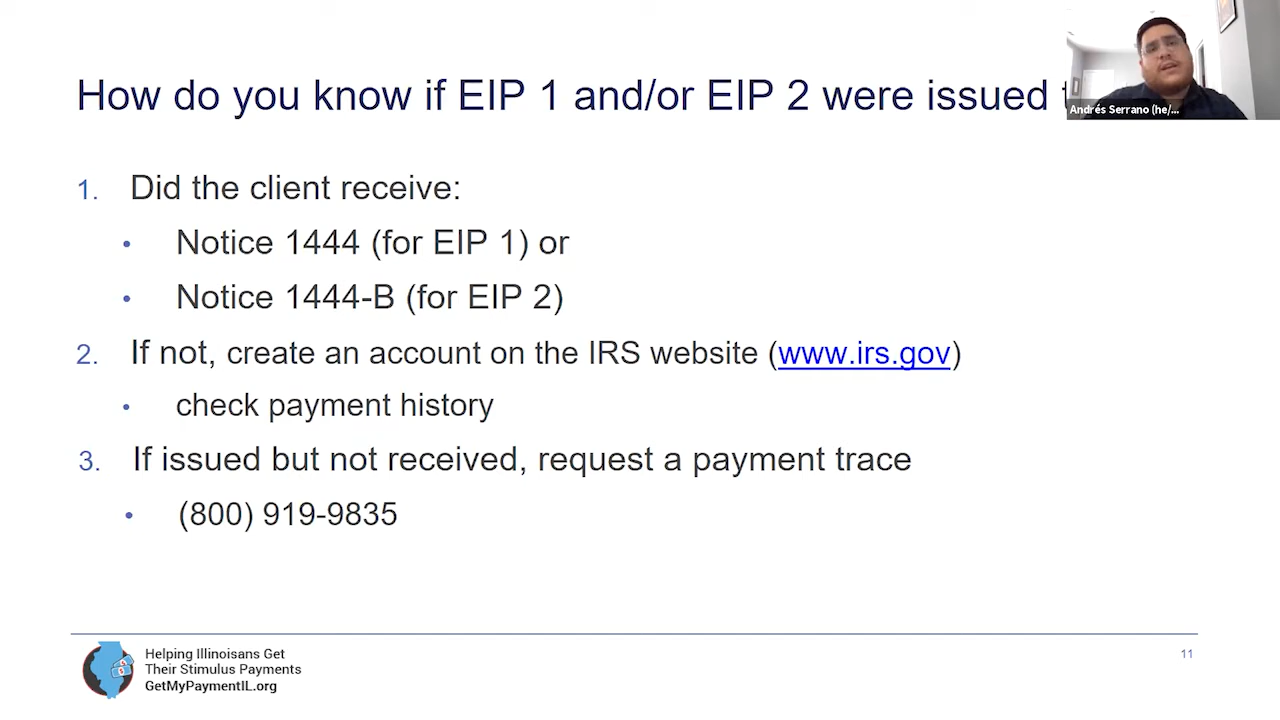 How do you know if EIP 1 and/or EIP 2 were issued
Andrés Serrano (he/...
1. Did the client receive:
• Notice 1444 (for EIP 1) or
• Notice 1444-B (for EIP 2)
2. If not, create an account on the IRS website (www.irs.gov)
• check payment history
3. If issued but not received, request a payment trace
• (800) 919-9835
Helping Illinoisans Get
Their Stimulus Payments
GetMyPaymentIL.org
11